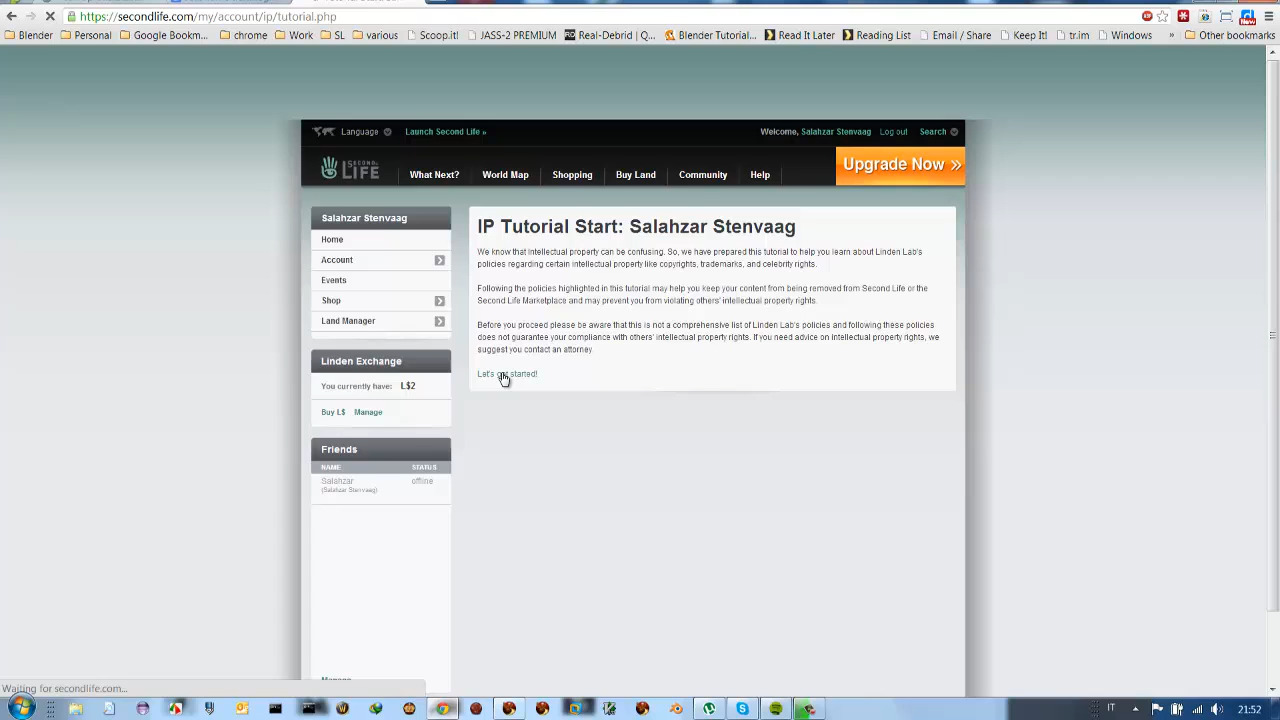 https://secondlife.com/my/account/ip/tutorial.php
Blender Personal Google Bookm... chrome Work SL various Scoop.it! JASS-2 PREMIUM Real-Debrid | Q... Blender Tutorial... Read It Later Reading List Email / Share Keep It! tr.im Windows » Other bookmarks
Language Launch Second Life » Welcome, Salahzar Stenvaag Log out Search
SECOND LIFE What Next? World Map Shopping Buy Land Community Help Upgrade Now »
Salahzar Stenvaag
Home
Account
Events
Shop
Land Manager
Linden Exchange
You currently have: L$2
Buy L$ Manage
Friends
NAME STATUS
Salahzar offline
(Salahzar Stenvaag)
IP Tutorial Start: Salahzar Stenvaag
We know that intellectual property can be confusing. So, we have prepared this tutorial to help you learn about Linden Lab's
policies regarding certain intellectual property like copyrights, trademarks, and celebrity rights.
Following the policies highlighted in this tutorial may help you keep your content from being removed from Second Life or the
Second Life Marketplace and may prevent you from violating others' intellectual property rights.
Before you proceed please be aware that this is not a comprehensive list of Linden Lab's policies and following these policies
does not guarantee your compliance with others' intellectual property rights. If you need advice on intellectual property rights, we
suggest you contact an attorney.
Let's get started!
Waiting for secondlife.com...
IT 21:52